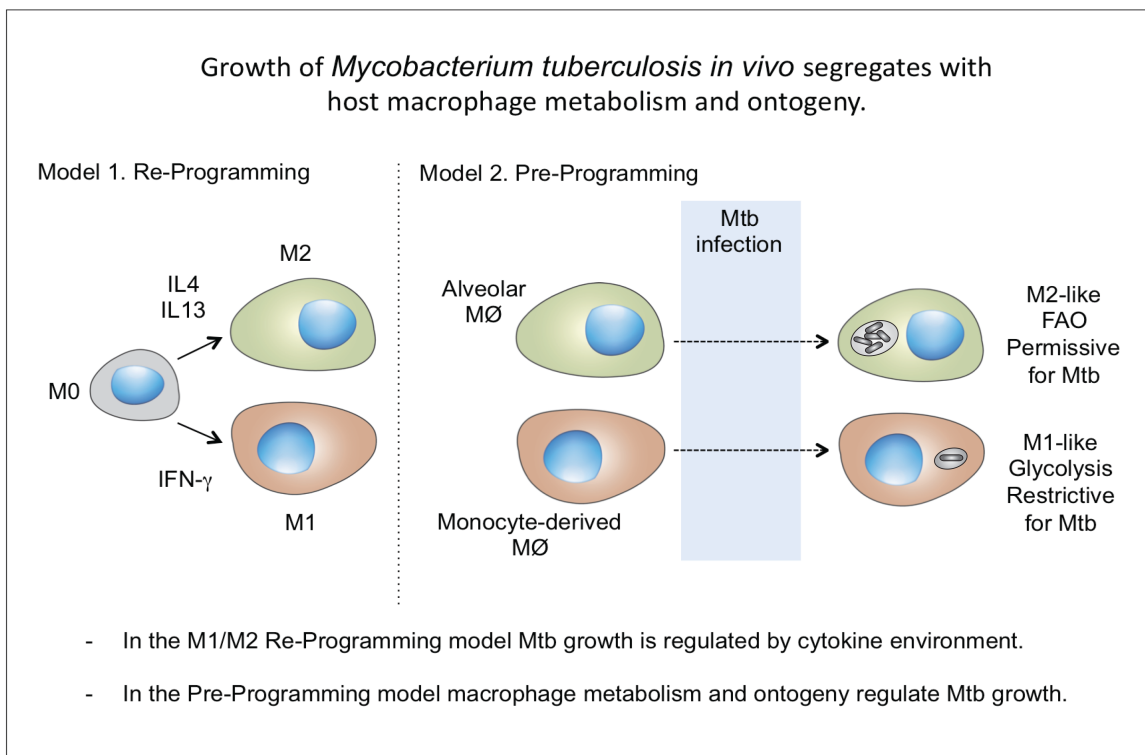 Growth of Mycobacterium tuberculosis in vivo segregates with
host macrophage metabolism and ontogeny.
Model 1. Re-Programming
M2
IL4
IL13
M0
IFN-γ
M1
Model 2. Pre-Programming
Mtb
infection
Alveolar
MØ
M2-like
FAO
Permissive
for Mtb
Monocyte-derived
MØ
M1-like
Glycolysis
Restrictive
for Mtb
- In the M1/M2 Re-Programming model Mtb growth is regulated by cytokine environment.
- In the Pre-Programming model macrophage metabolism and ontogeny regulate Mtb growth.